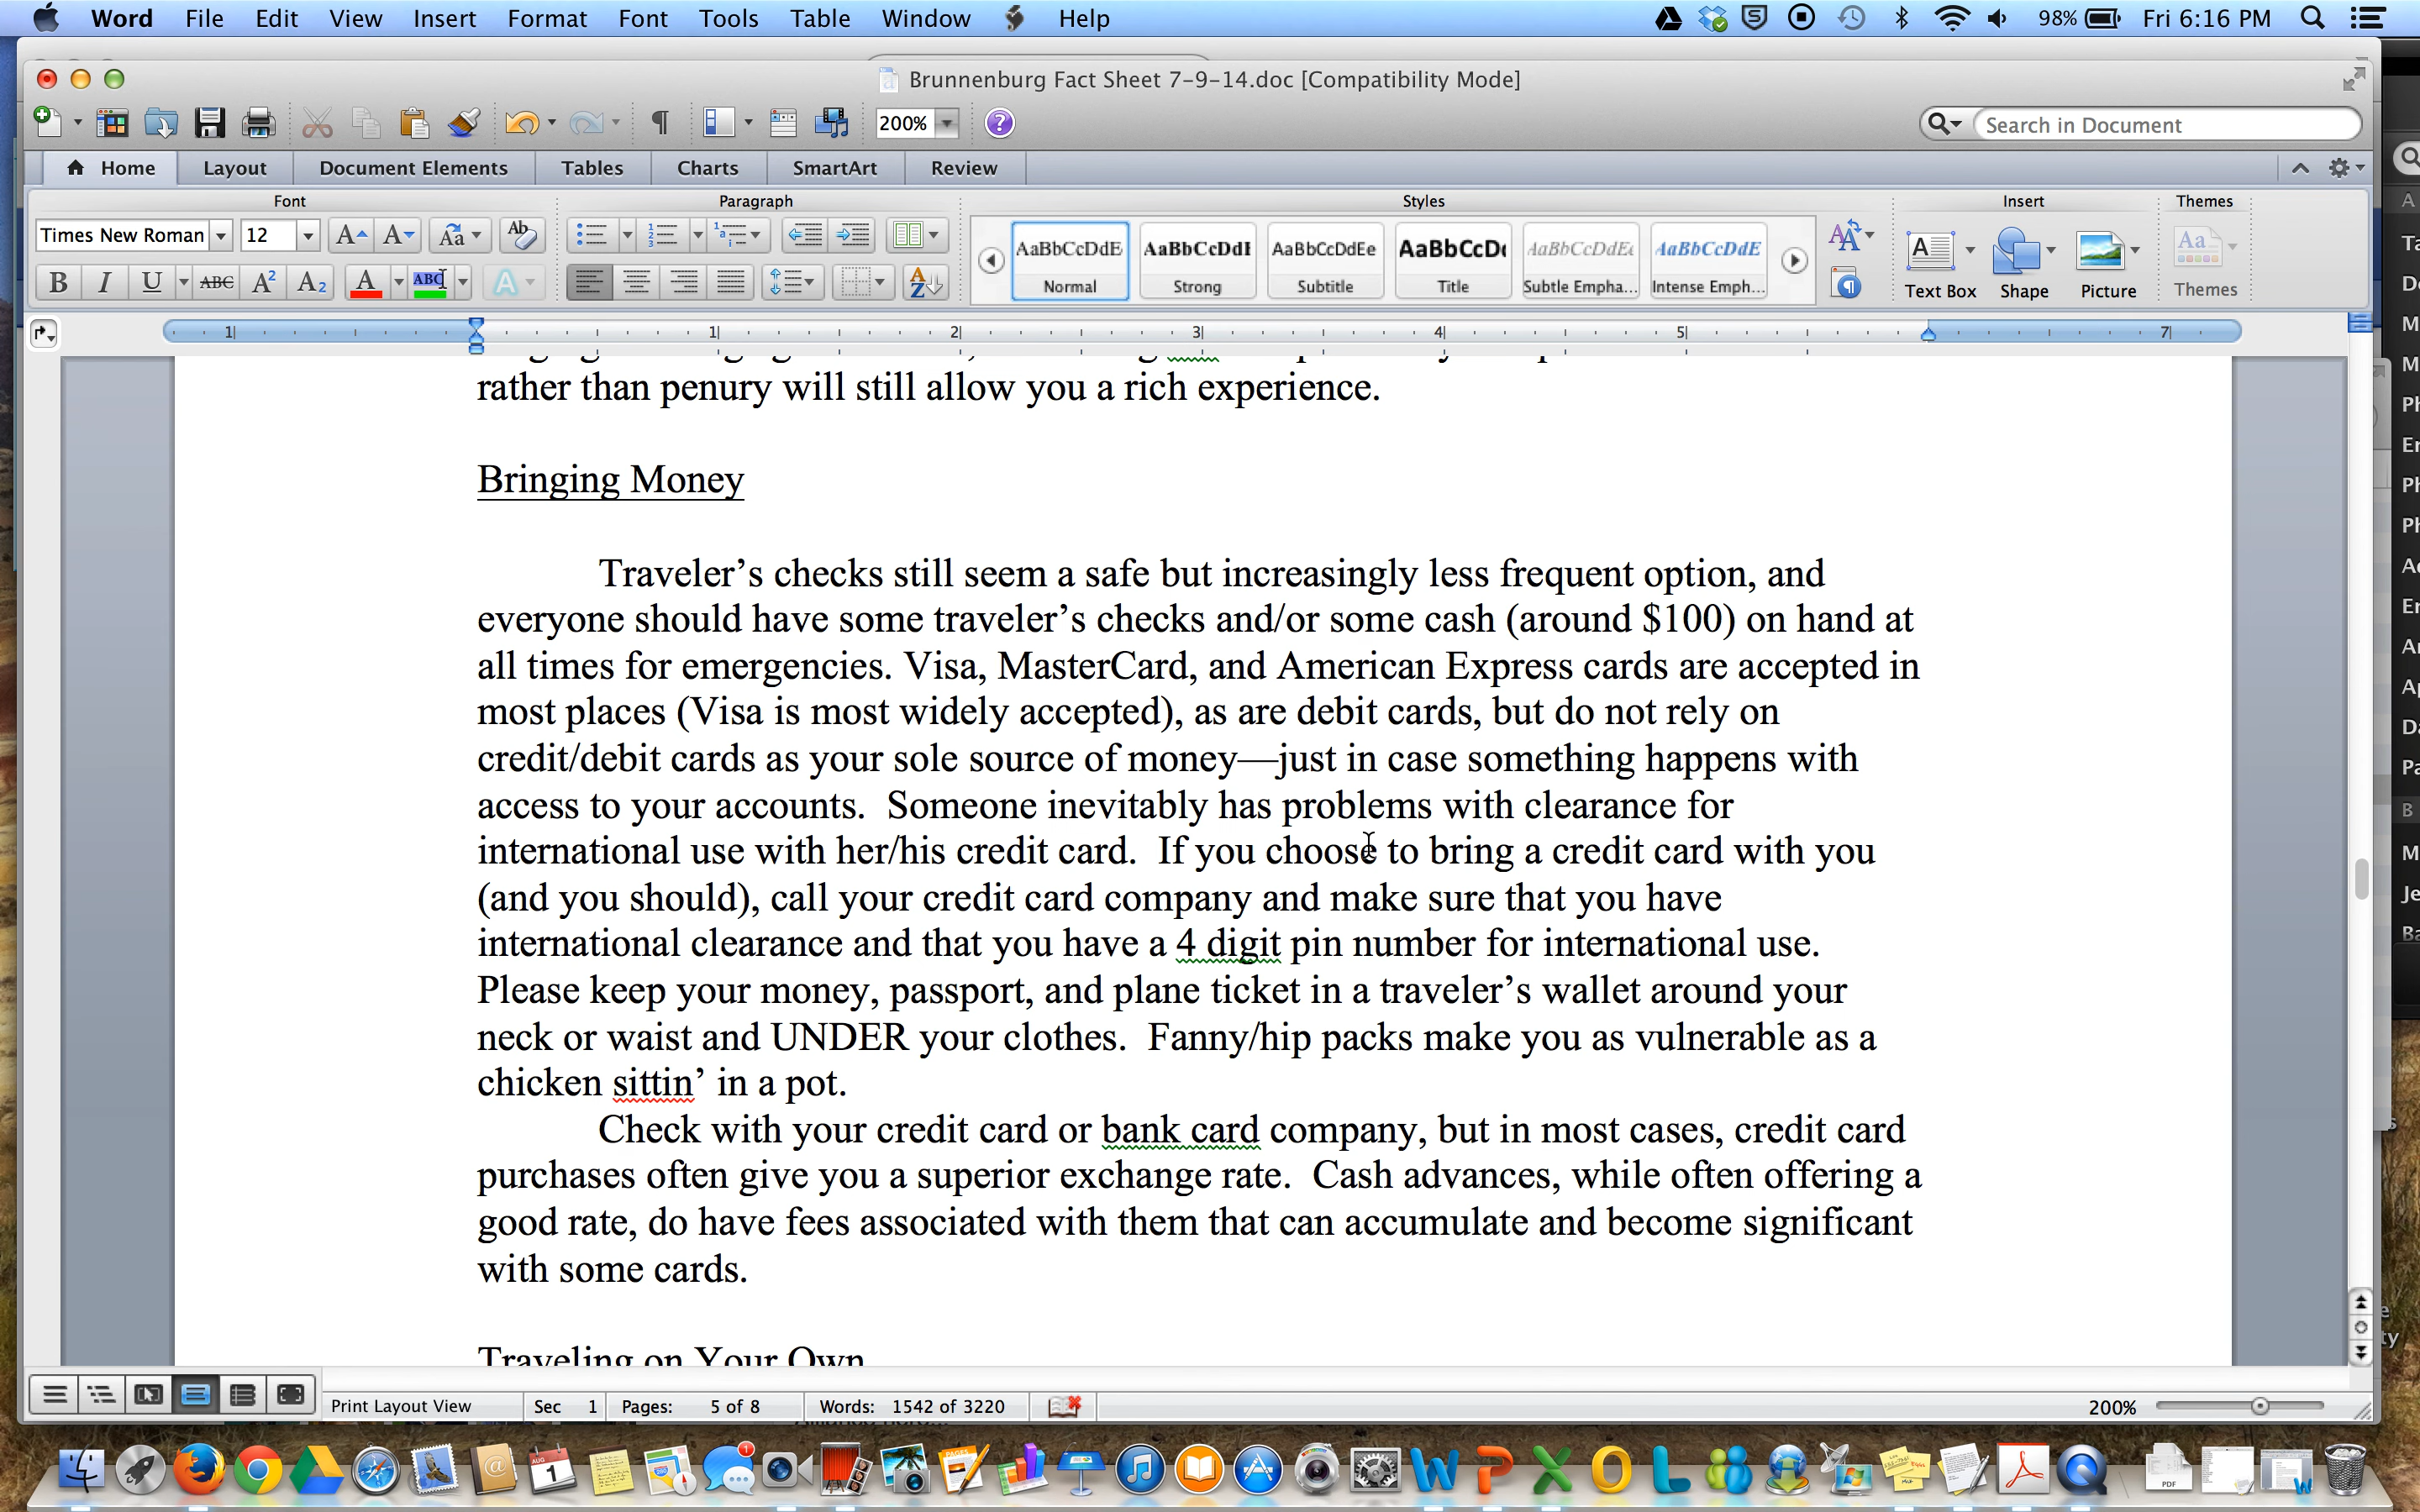 Word File Edit View Insert Format Font Tools Table Window Help 98% Fri 6:16 PM
Brunnenburg Fact Sheet 7-9-14.doc [Compatibility Mode]
200% Search in Document
Home Layout Document Elements Tables Charts SmartArt Review
Font Paragraph Styles Insert Themes
Times New Roman 12
AaBbCcDdE AaBbCcDdE AaBbCcDdEe AaBbCcDd AaBbCcDdEe AaBbCcDdE
Normal Strong Subtitle Title Subtle Empha... Intense Emph... Text Box Shape Picture Themes
1 1 2 3 4 5 7
rather than penury will still allow you a rich experience.
Bringing Money
Traveler’s checks still seem a safe but increasingly less frequent option, and
everyone should have some traveler’s checks and/or some cash (around $100) on hand at
all times for emergencies. Visa, MasterCard, and American Express cards are accepted in
most places (Visa is most widely accepted), as are debit cards, but do not rely on
credit/debit cards as your sole source of money—just in case something happens with
access to your accounts.  Someone inevitably has problems with clearance for
international use with her/his credit card.  If you choose to bring a credit card with you
(and you should), call your credit card company and make sure that you have
international clearance and that you have a 4 digit pin number for international use.
Please keep your money, passport, and plane ticket in a traveler’s wallet around your
neck or waist and UNDER your clothes.  Fanny/hip packs make you as vulnerable as a
chicken sittin’ in a pot.
Check with your credit card or bank card company, but in most cases, credit card
purchases often give you a superior exchange rate.  Cash advances, while often offering a
good rate, do have fees associated with them that can accumulate and become significant
with some cards.
Traveling on Your Own
Print Layout View Sec 1 Pages: 5 of 8 Words: 1542 of 3220 200%